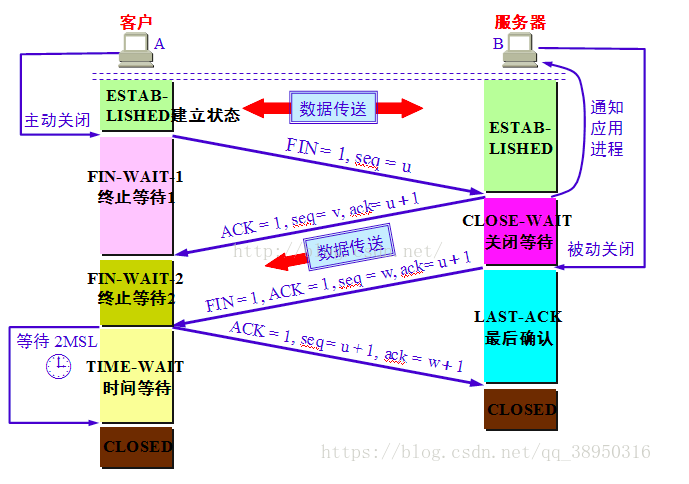 客户
服务器
A
B
ESTAB-
LISHED建立状态
数据传送
主动关闭
通知
应用
进程
ESTAB-
LISHED
FIN = 1, seq = u
FIN-WAIT-1
终止等待1
ACK = 1, seq = v, ack= u+1
CLOSE-WAIT
关闭等待
数据传送
被动关闭
FIN-WAIT-2
终止等待2
FIN = 1, ACK = 1, seq = w, ack= u+1
等待 2MSL
ACK = 1, seq = u+1, ack = w+1
LAST-ACK
最后确认
TIME-WAIT
时间等待
CLOSED
CLOSED
https://blog.csdn.net/qq_38950316